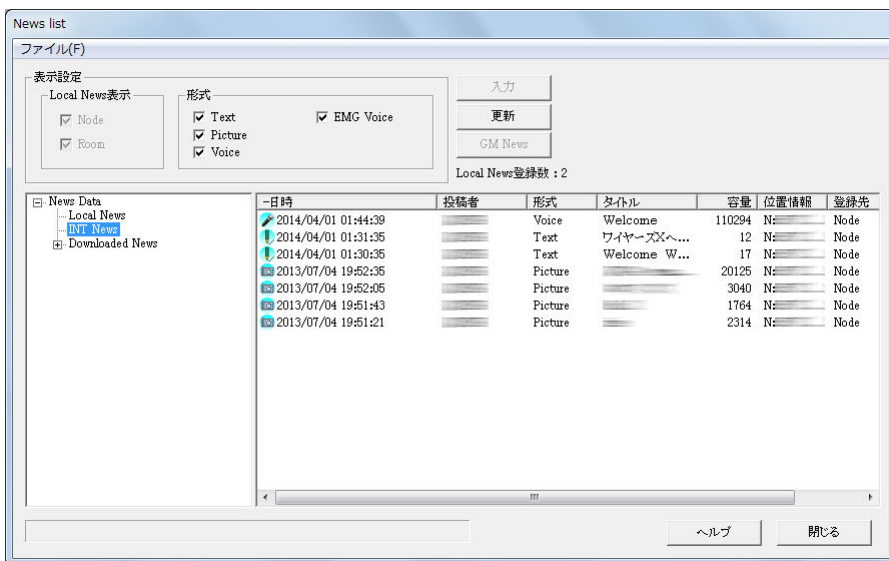 News list
ファイル(F)
表示設定
Local News表示
形式
Node
Room
Text
Picture
Voice
EMG Voice
入力
更新
GM News
Local News登録数：2
News Data
Local News
INT News
Downloaded News
－日時 投稿者 形式 タイトル 容量 位置情報 登録先
2014/04/01 01:44:39 Voice Welcome 110294 N: Node
2014/04/01 01:31:35 Text ワイヤーズXへ... 12 N: Node
2014/04/01 01:30:35 Text Welcome W... 17 N: Node
2013/07/04 19:52:35 Picture 20125 N: Node
2013/07/04 19:52:05 Picture 3040 N: Node
2013/07/04 19:51:43 Picture 1764 N: Node
2013/07/04 19:51:21 Picture 2314 N: Node
ヘルプ 閉じる